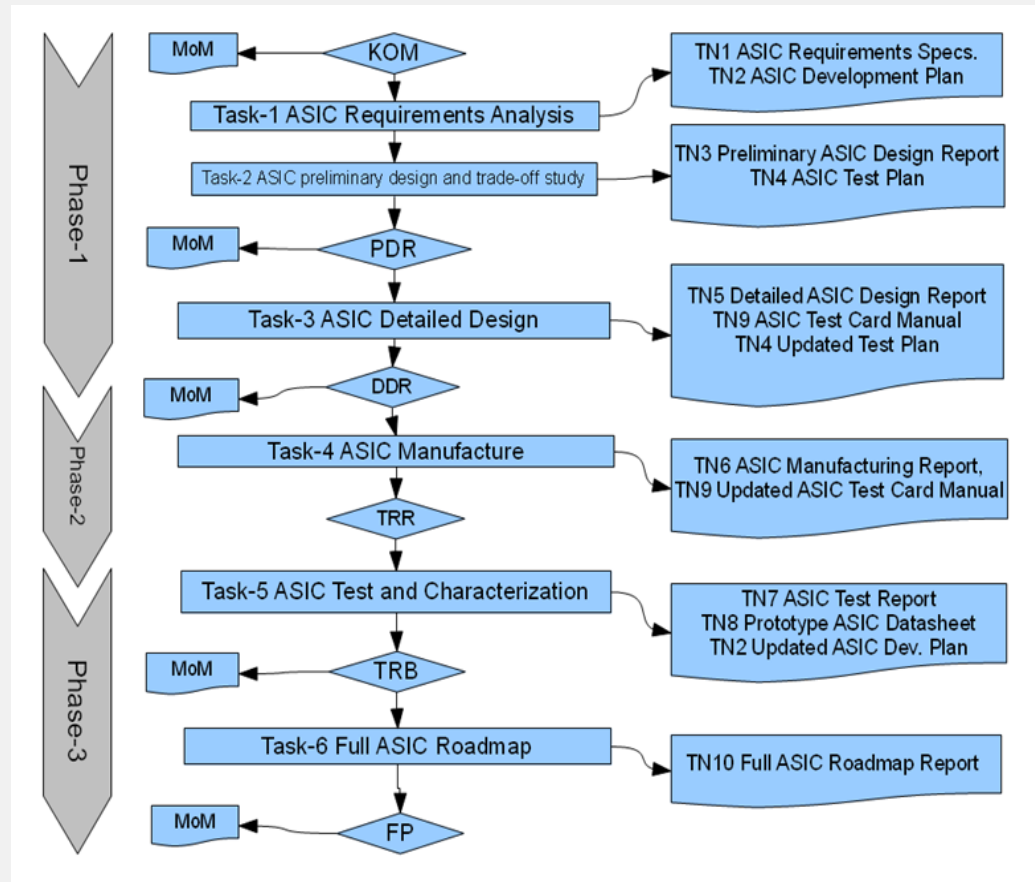 MoM
KOM
TN1 ASIC Requirements Specs.
TN2 ASIC Development Plan
Task-1 ASIC Requirements Analysis
Phase-1
Task-2 ASIC preliminary design and trade-off study
TN3 Preliminary ASIC Design Report
TN4 ASIC Test Plan
MoM
PDR
Task-3 ASIC Detailed Design
TN5 Detailed ASIC Design Report
TN9 ASIC Test Card Manual
TN4 Updated Test Plan
MoM
DDR
Phase-2
Task-4 ASIC Manufacture
TN6 ASIC Manufacturing Report,
TN9 Updated ASIC Test Card Manual
TRR
Task-5 ASIC Test and Characterization
TN7 ASIC Test Report
TN8 Prototype ASIC Datasheet
TN2 Updated ASIC Dev. Plan
Phase-3
MoM
TRB
Task-6 Full ASIC Roadmap
TN10 Full ASIC Roadmap Report
MoM
FP